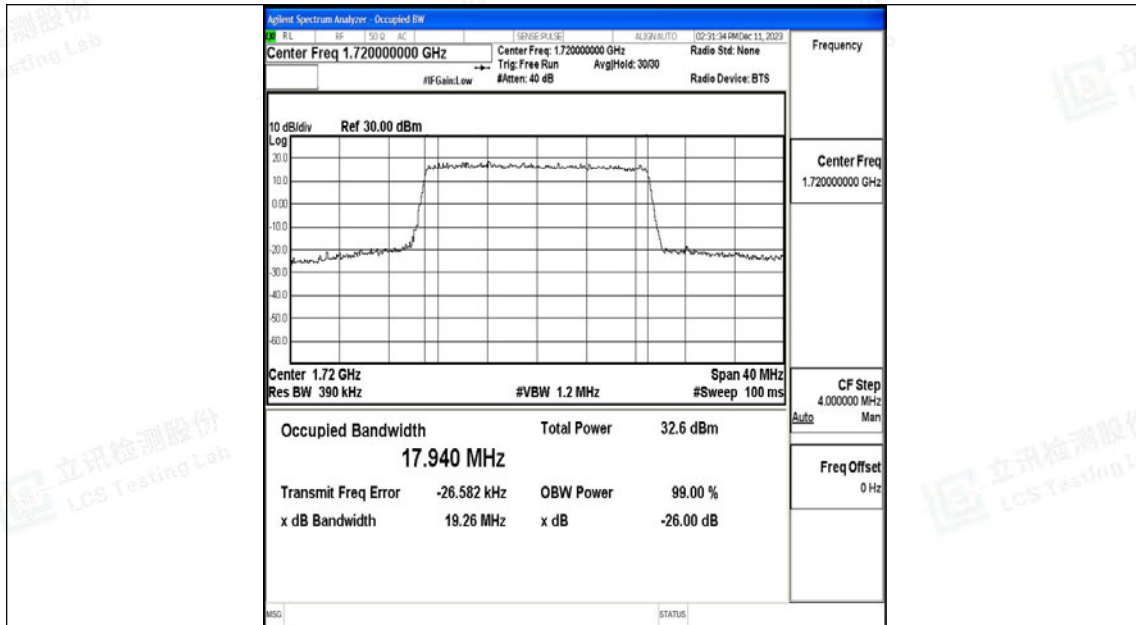 Agilent Spectrum Analyzer - Occupied BW
RL RF 50 Ω AC SENSE:PULSE ALIGNAUTO 02:31:34 PM Dec 11, 2023
Center Freq 1.720000000 GHz
Center Freq: 1.720000000 GHz
Radio Std: None
Trig: Free Run Avg|Hold: 30/30
#IFGain:Low
#Atten: 40 dB
Radio Device: BTS
Frequency
10 dB/div Ref 30.00 dBm
Log
20.0
10.0
0.00
-10.0
-20.0
-30.0
-40.0
-50.0
-60.0
Center 1.72 GHz Span 40 MHz
Res BW 390 kHz #VBW 1.2 MHz #Sweep 100 ms
Occupied Bandwidth Total Power 32.6 dBm
17.940 MHz
Transmit Freq Error -26.582 kHz OBW Power 99.00 %
x dB Bandwidth 19.26 MHz x dB -26.00 dB
Center Freq
1.720000000 GHz
CF Step
4.000000 MHz
Auto Man
Freq Offset
0 Hz
MSG STATUS
立讯检测股份
LCS Testing Lab
立讯检测股份